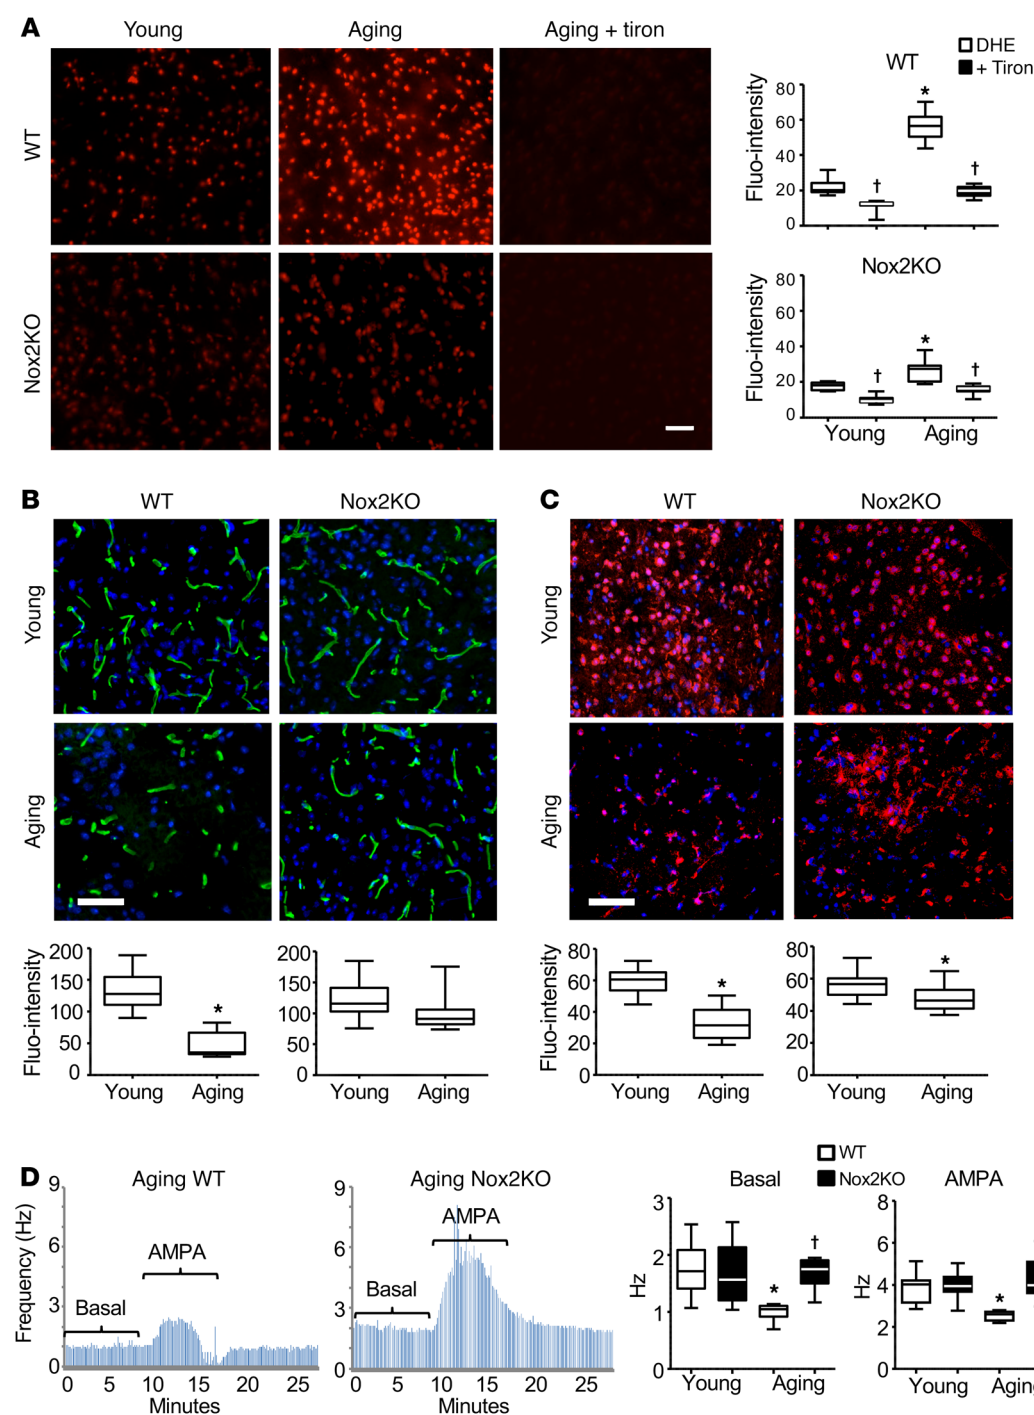 A
Young
Aging
Aging + tiron
WT
Nox2KO
DHE
+ Tiron
WT
Fluo-intensity
80
60
40
20
0
*
†
†
Nox2KO
Fluo-intensity
80
60
40
20
0
*
†
†
Young
Aging
B
WT
Nox2KO
Young
Aging
Fluo-intensity
200
150
100
50
0
*
Young
Aging
200
150
100
50
0
Young
Aging
C
WT
Nox2KO
Young
Aging
Fluo-intensity
80
60
40
20
0
*
Young
Aging
80
60
40
20
0
*
Young
Aging
D
Aging WT
Frequency (Hz)
9
6
3
0
AMPA
Basal
0 5 10 15 20 25
Minutes
Aging Nox2KO
9
6
3
0
AMPA
Basal
0 5 10 15 20 25
Minutes
WT
Nox2KO
Basal
Hz
3
2
1
0
*
†
Young
Aging
AMPA
Hz
8
6
4
2
0
*
Young
Aging